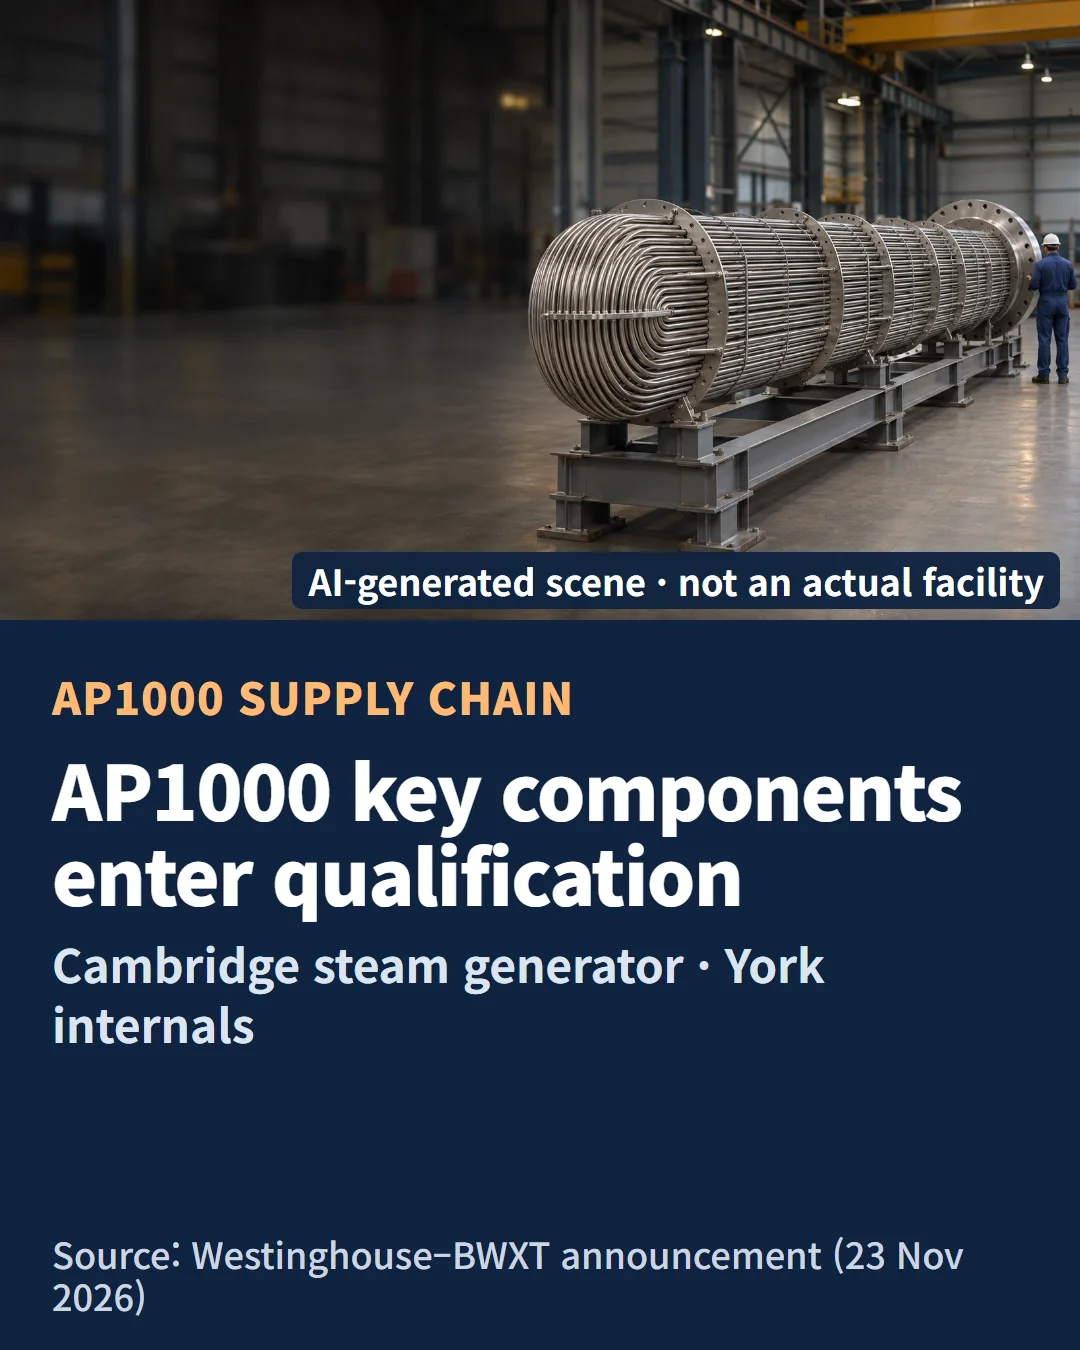 AI-generated scene · not an actual facility
AP1000 SUPPLY CHAIN
AP1000 key components
enter qualification
Cambridge steam generator · York
internals
Source: Westinghouse–BWXT announcement (23 Nov
2026)